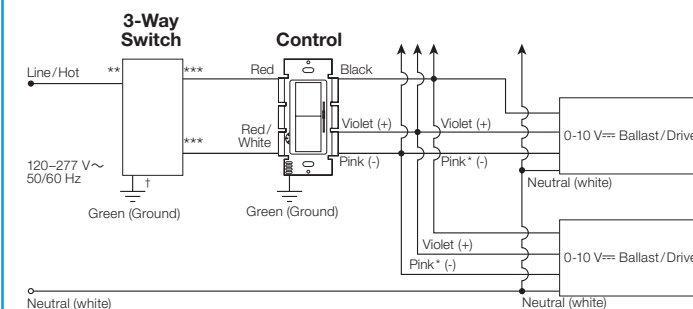 3-Way
Switch
Control
Line/Hot
**
***
Red
Black
Red/
White
Violet (+)
Violet (+)
0-10 V Ballast/Drive
***
Pink (-)
Pink* (-)
120–277 V~
50/60 Hz
†
Neutral (white)
Green (Ground)
Green (Ground)
Violet (+)
0-10 V Ballast/Drive
Pink* (-)
Neutral (white)
Neutral (white)